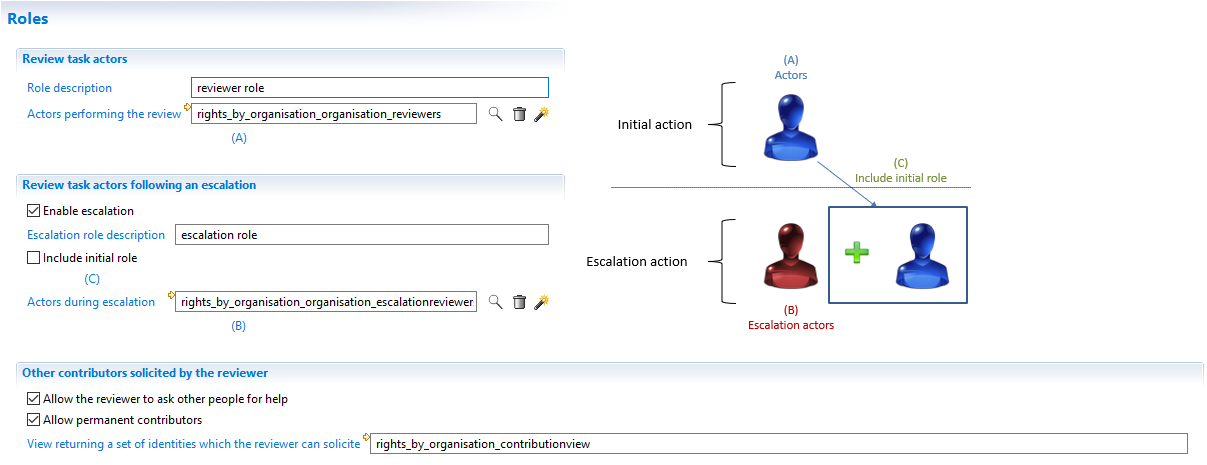 Roles
Review task actors
Role description
reviewer role
Actors performing the review
rights_by_organisation_organisation_reviewers
(A)
Review task actors following an escalation
Enable escalation
Escalation role description
escalation role
Include initial role
(C)
Actors during escalation
rights_by_organisation_organisation_escalationreviewer
(B)
(A)
Actors
Initial action
(C)
Include initial role
Escalation action
(B)
Escalation actors
Other contributors solicited by the reviewer
Allow the reviewer to ask other people for help
Allow permanent contributors
View returning a set of identities which the reviewer can solicite
rights_by_organisation_contributionview